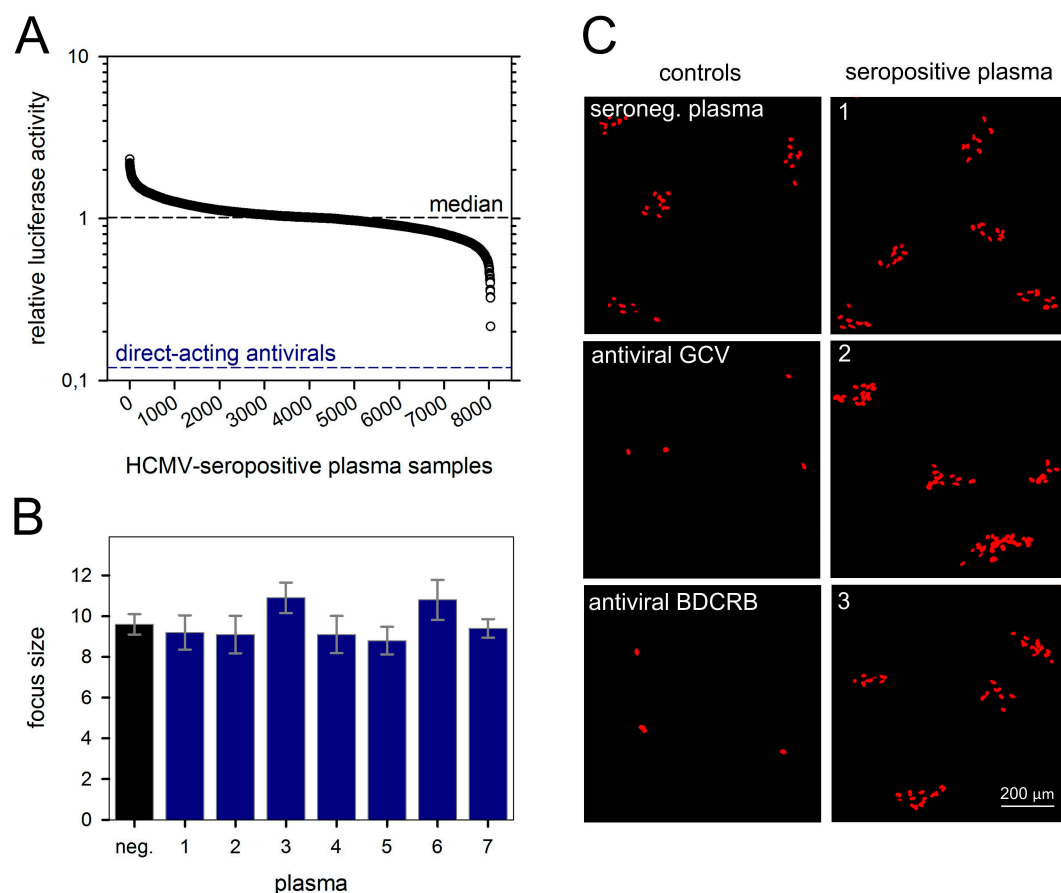 A
10
1
0,1
relative luciferase activity
median
direct-acting antivirals
0
1000
2000
3000
4000
5000
6000
7000
8000
HCMV-seropositive plasma samples
B
12
10
8
6
4
2
0
focus size
neg.
1
2
3
4
5
6
7
plasma
C
controls
seropositive plasma
seroneg. plasma
1
antiviral GCV
2
antiviral BDCRB
3
200 µm